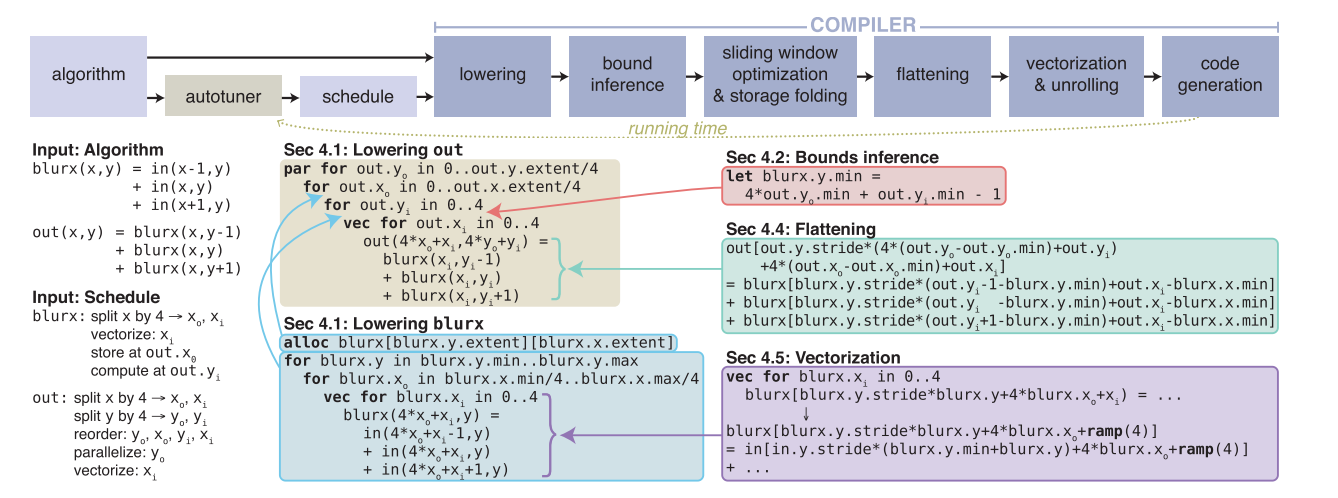 COMPILER
algorithm
autotuner
schedule
lowering
bound
inference
sliding window
optimization
& storage folding
flattening
vectorization
& unrolling
code
generation
running time
Input: Algorithm
blurx(x,y) = in(x-1,y)
+ in(x,y)
+ in(x+1,y)
out(x,y) = blurx(x,y-1)
+ blurx(x,y)
+ blurx(x,y+1)
Input: Schedule
blurx: split x by 4 → xₒ, xᵢ
vectorize: xᵢ
store at out.x₀
compute at out.yᵢ
out: split x by 4 → xₒ, xᵢ
split y by 4 → yₒ, yᵢ
reorder: yₒ, xₒ, yᵢ, xᵢ
parallelize: yₒ
vectorize: xᵢ
Sec 4.1: Lowering out
par for out.yₒ in 0..out.y.extent/4
for out.xₒ in 0..out.x.extent/4
for out.yᵢ in 0..4
vec for out.xᵢ in 0..4
out(4*xₒ+xᵢ,4*yₒ+yᵢ) =
blurx(xᵢ,yᵢ-1)
+ blurx(xᵢ,yᵢ)
+ blurx(xᵢ,yᵢ+1)
Sec 4.1: Lowering blurx
alloc blurx[blurx.y.extent][blurx.x.extent]
for blurx.y in blurx.y.min..blurx.y.max
for blurx.xₒ in blurx.x.min/4..blurx.x.max/4
vec for blurx.xᵢ in 0..4
blurx(4*xₒ+xᵢ,y) =
in(4*xₒ+xᵢ-1,y)
+ in(4*xₒ+xᵢ,y)
+ in(4*xₒ+xᵢ+1,y)
Sec 4.2: Bounds inference
let blurx.y.min =
4*out.yₒ.min + out.yᵢ.min - 1
Sec 4.4: Flattening
out[out.y.stride*(4*(out.yₒ-out.yₒ.min)+out.yᵢ)
+4*(out.xₒ-out.xₒ.min)+out.xᵢ]
= blurx[blurx.y.stride*(out.yᵢ-1-blurx.y.min)+out.xᵢ-blurx.x.min]
+ blurx[blurx.y.stride*(out.yᵢ -blurx.y.min)+out.xᵢ-blurx.x.min]
+ blurx[blurx.y.stride*(out.yᵢ+1-blurx.y.min)+out.xᵢ-blurx.x.min]
Sec 4.5: Vectorization
vec for blurx.xᵢ in 0..4
blurx[blurx.y.stride*blurx.y+4*blurx.xₒ+xᵢ) = ...
↓
blurx[blurx.y.stride*blurx.y+4*blurx.xₒ+ramp(4)]
= in[in.y.stride*(blurx.y.min+blurx.y)+4*blurx.xₒ+ramp(4)]
+ ...